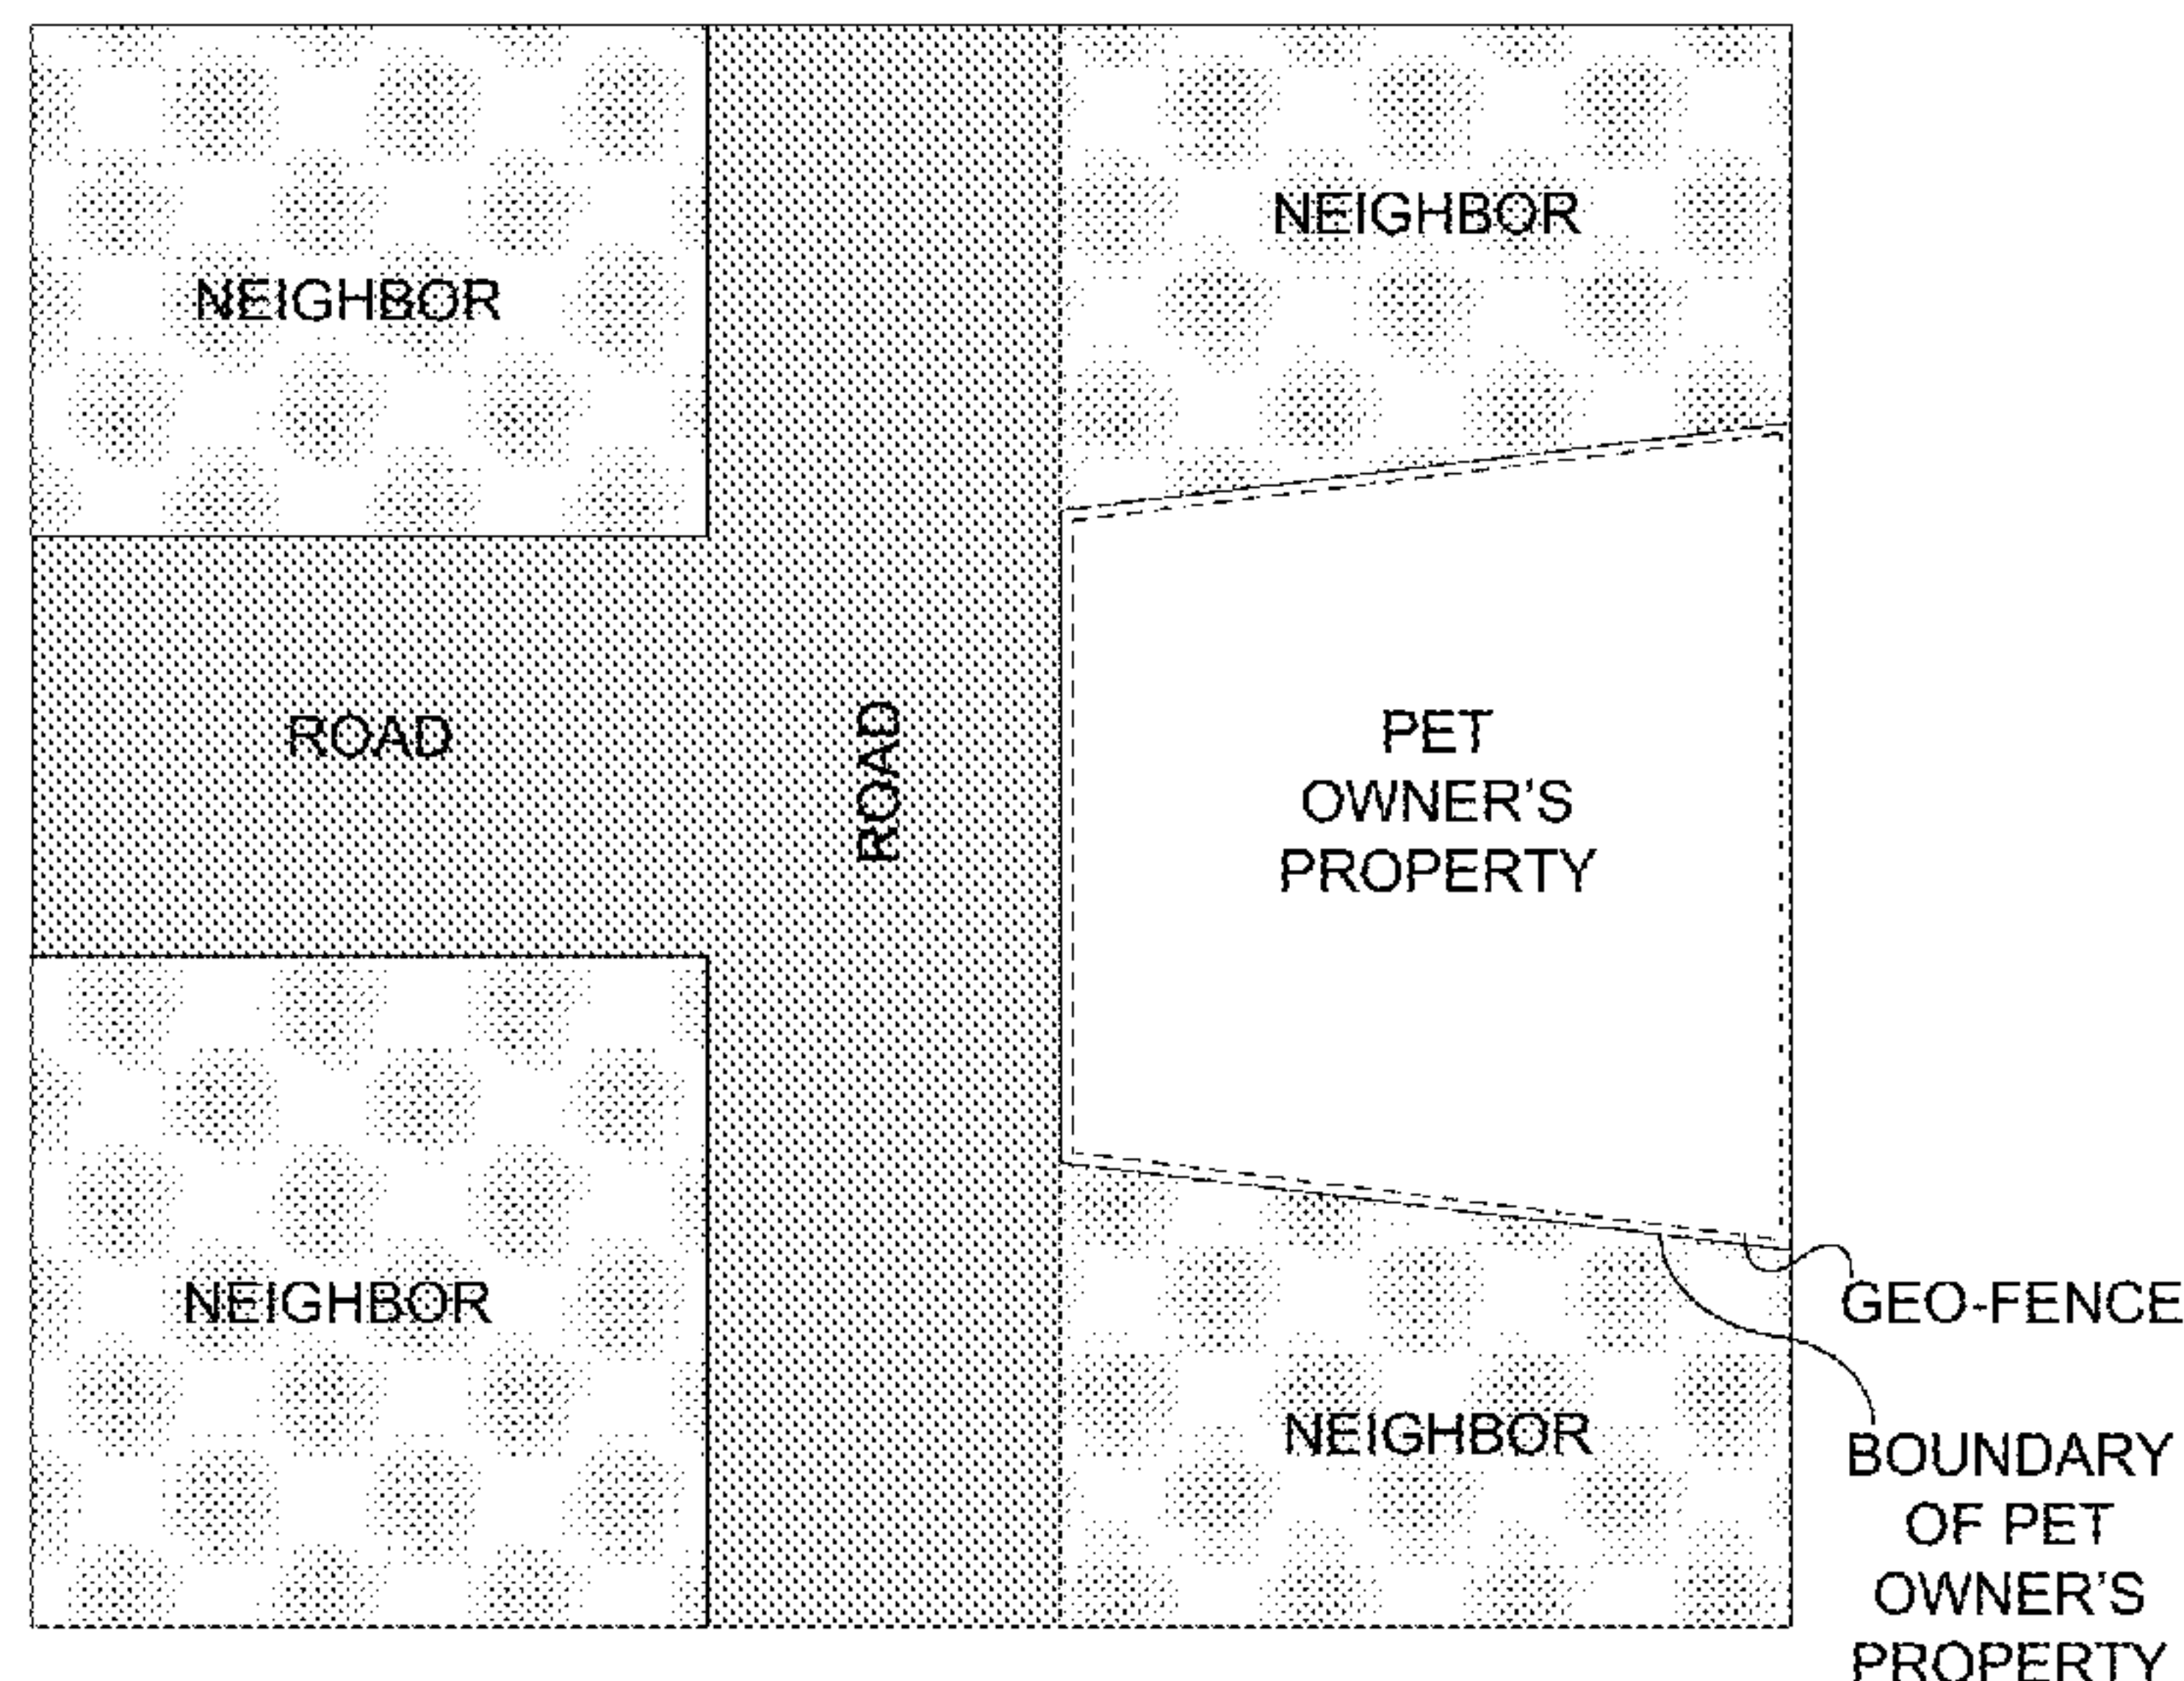 NEIGHBOR
NEIGHBOR
ROAD
ROAD
PET
OWNER'S
PROPERTY
NEIGHBOR
NEIGHBOR
GEO-FENCE
BOUNDARY
OF PET
OWNER'S
PROPERTY